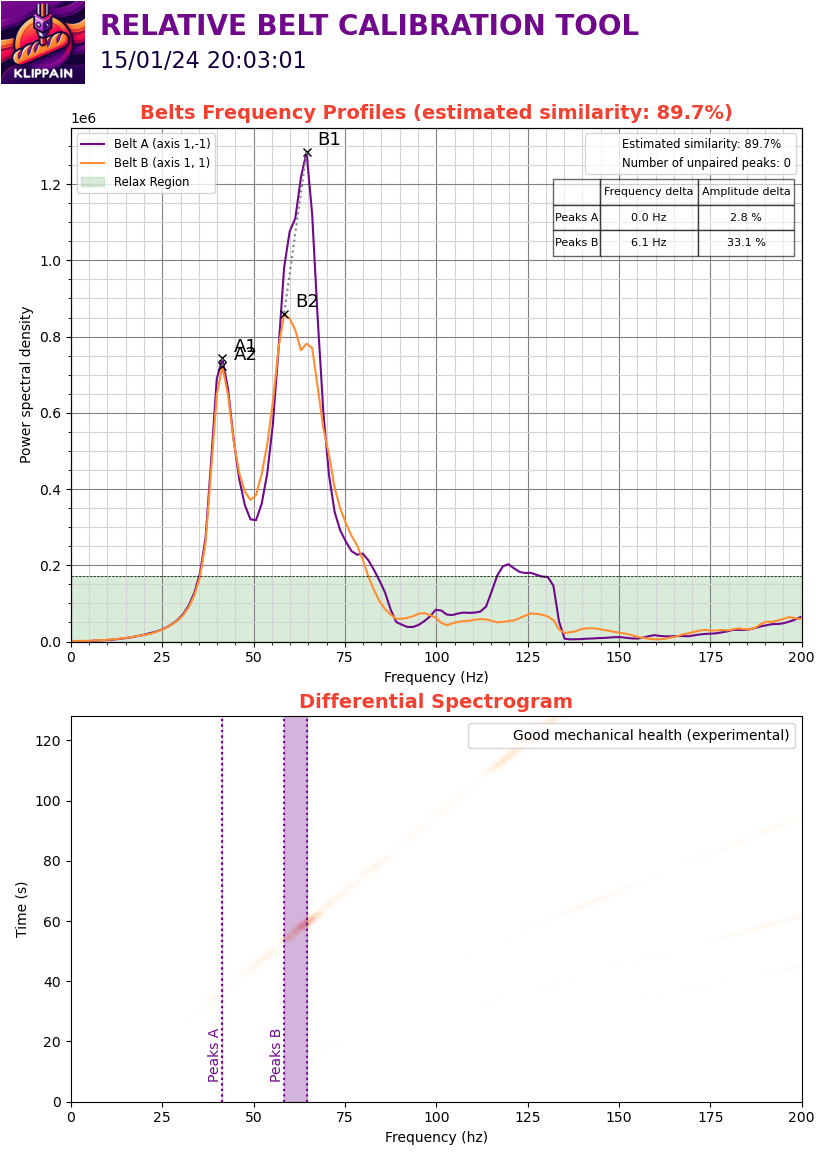 KLIPPAIN
RELATIVE BELT CALIBRATION TOOL
15/01/24 20:03:01
Belts Frequency Profiles (estimated similarity: 89.7%)
1e6
Belt A (axis 1,-1)
Belt B (axis 1, 1)
Relax Region
Estimated similarity: 89.7%
Number of unpaired peaks: 0
Frequency delta Amplitude delta
Peaks A 0.0 Hz 2.8 %
Peaks B 6.1 Hz 33.1 %
B1
B2
A1
A2
Power spectral density
1.2
1.0
0.8
0.6
0.4
0.2
0.0
0 25 50 75 100 125 150 175 200
Frequency (Hz)
Differential Spectrogram
Good mechanical health (experimental)
Time (s)
120
100
80
60
40
20
0
Peaks A
Peaks B
0 25 50 75 100 125 150 175 200
Frequency (hz)